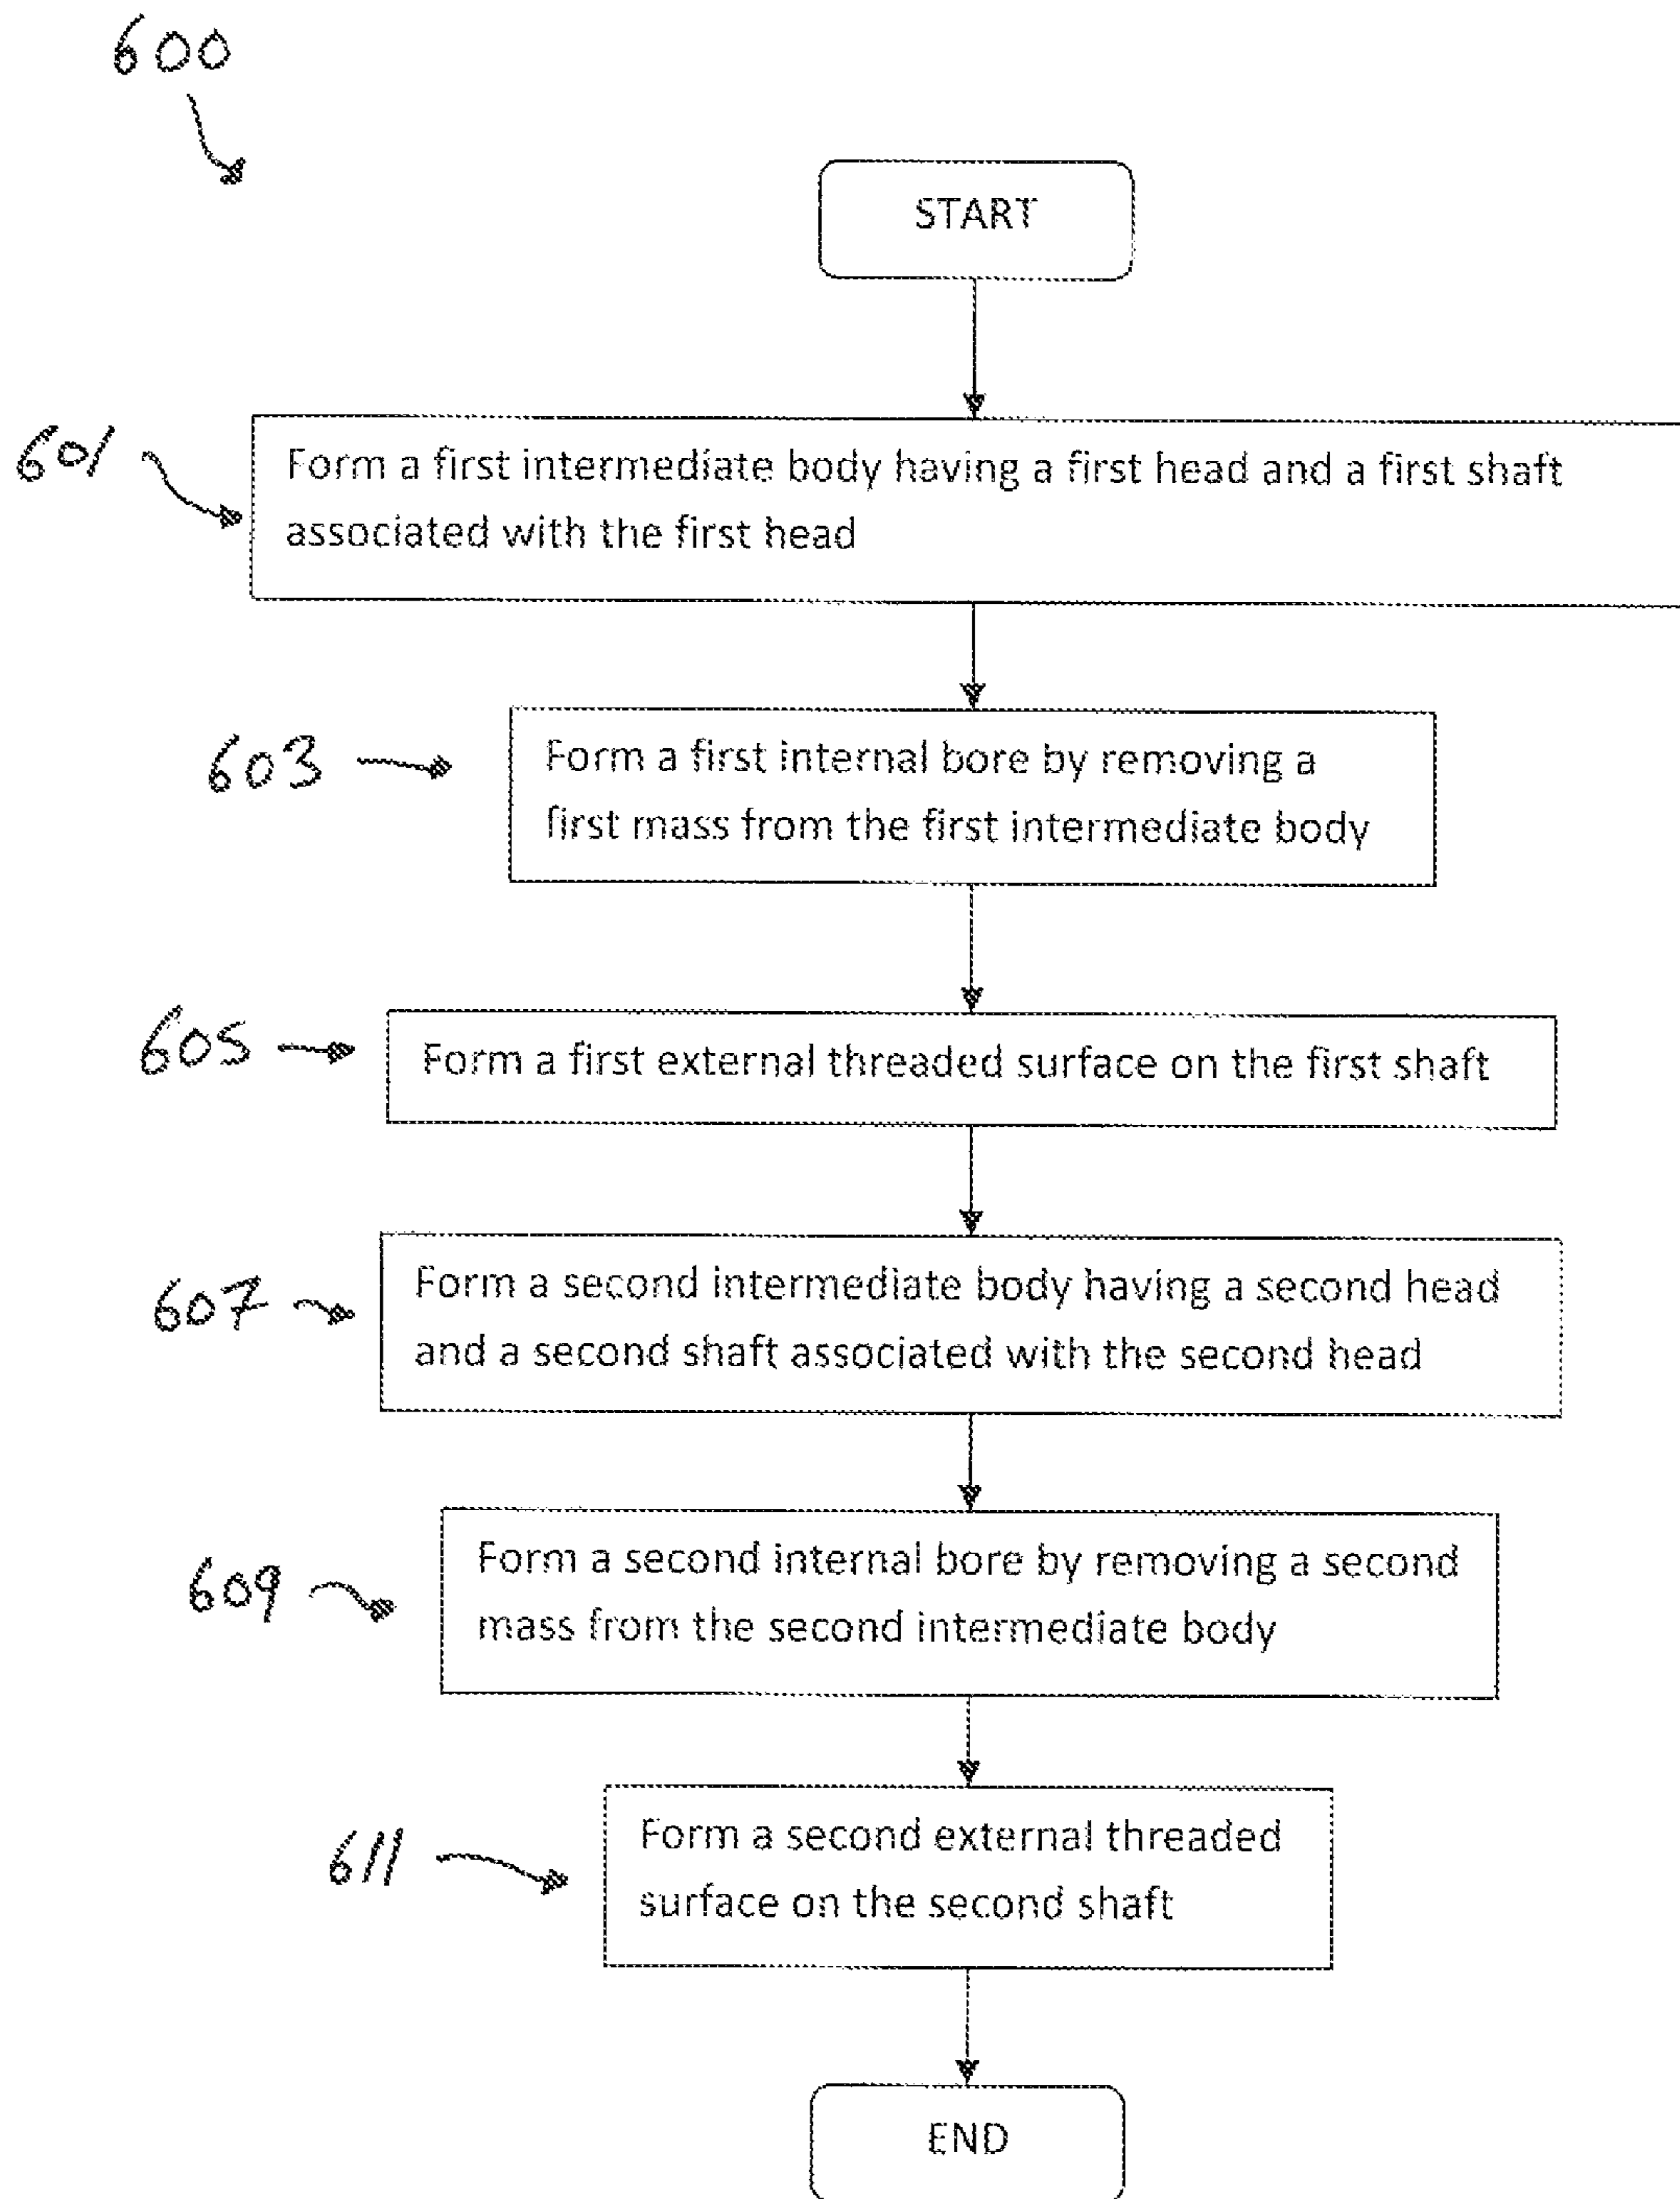 600
START
601
Form a first intermediate body having a first head and a first shaft
associated with the first head
603
Form a first internal bore by removing a
first mass from the first intermediate body
605
Form a first external threaded surface on the first shaft
607
Form a second intermediate body having a second head
and a second shaft associated with the second head
609
Form a second internal bore by removing a second
mass from the second intermediate body
611
Form a second external threaded
surface on the second shaft
END